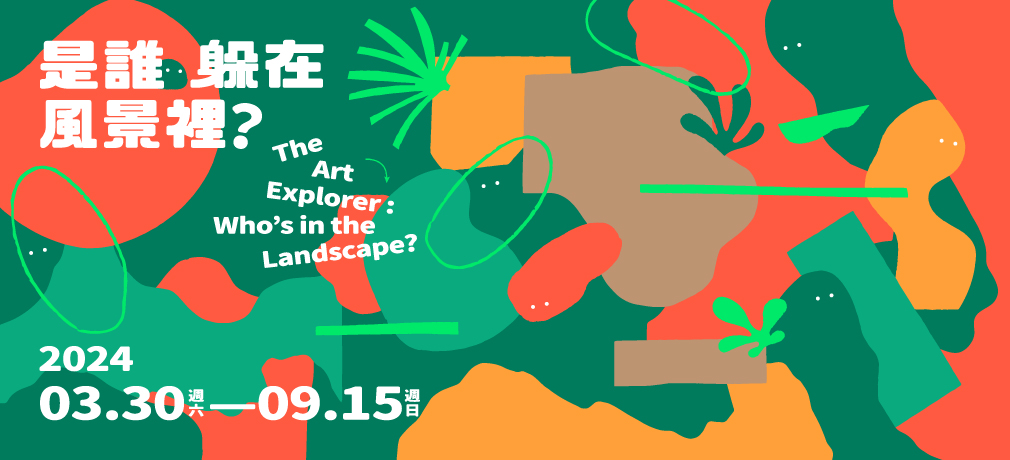 是誰 躲在
風景裡?
The
Art
Explorer :
Who's in the
Landscape?
2024
03.30週六—09.15週日